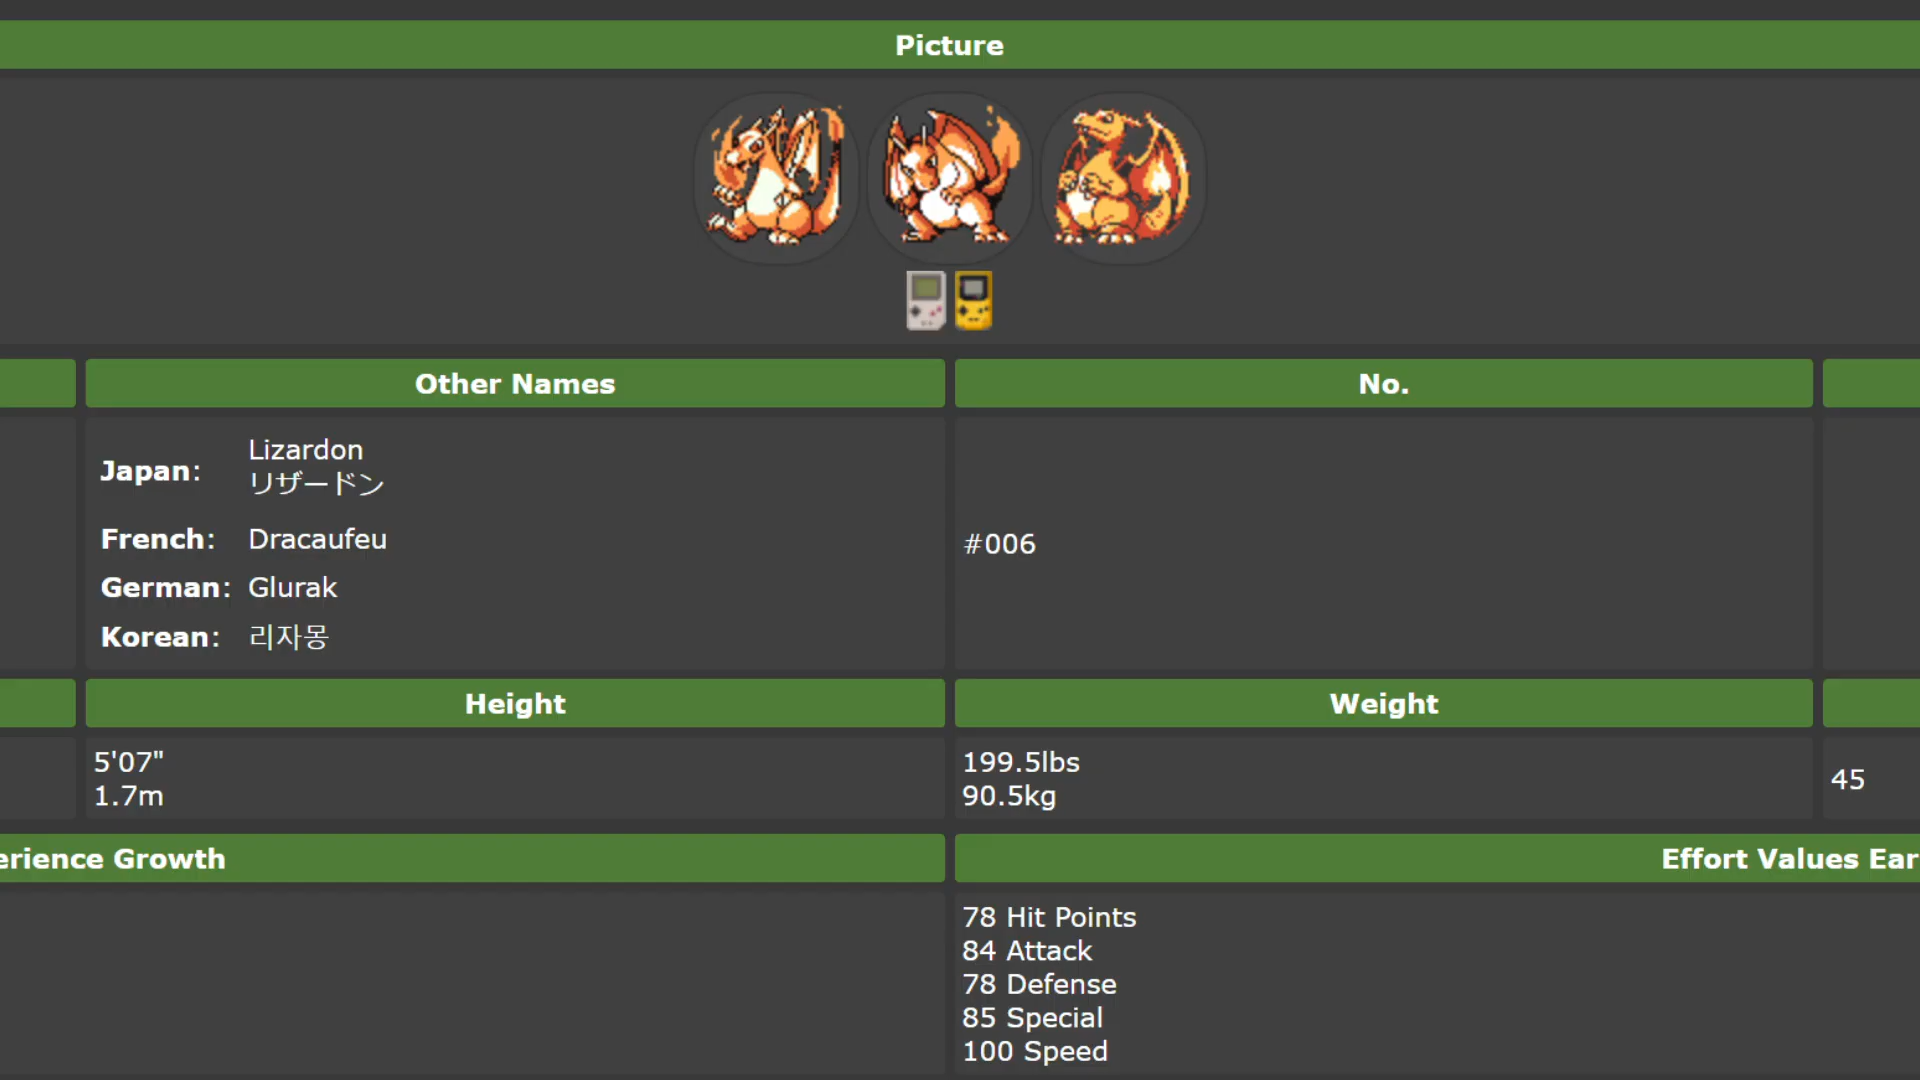 Picture
Other Names
No.
Japan:
Lizardon
リザードン
French: Dracaufeu
German: Glurak
Korean: 리자몽
#006
Height
Weight
5'07"
1.7m
199.5lbs
90.5kg
45
erience Growth
Effort Values Ear
78 Hit Points
84 Attack
78 Defense
85 Special
100 Speed